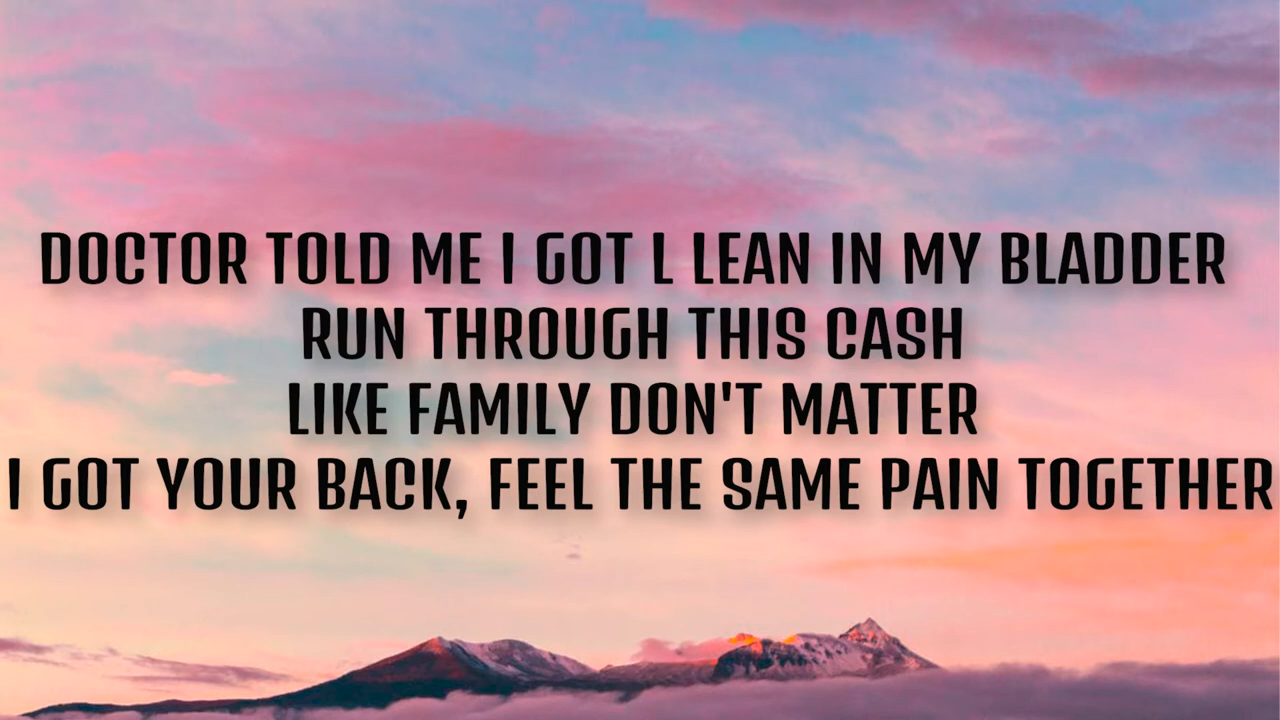 DOCTOR TOLD ME I GOT L LEAN IN MY BLADDER
RUN THROUGH THIS CASH
LIKE FAMILY DON'T MATTER
I GOT YOUR BACK, FEEL THE SAME PAIN TOGETHER